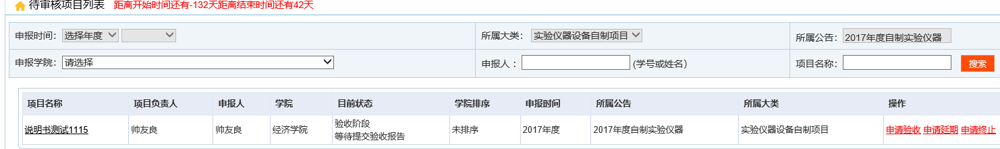 待审核项目列表 距离开始时间还有-132天距离结束时间还有42天
申报时间： 选择年度 所属大类： 实验仪器设备自制项目 所属公告： 2017年度自制实验仪器
申报学院： 请选择 申报人 ： (学号或姓名) 项目名称： 搜索
项目名称 项目负责人 申报人 学院 目前状态 学院排序 申报时间 所属公告 所属大类 操作
说明书测试1115 帅友良 帅友良 经济学院 验收阶段 未排序 2017年度 2017年度自制实验仪器 实验仪器设备自制项目 申请验收 申请延期 申请终止
等待提交验收报告